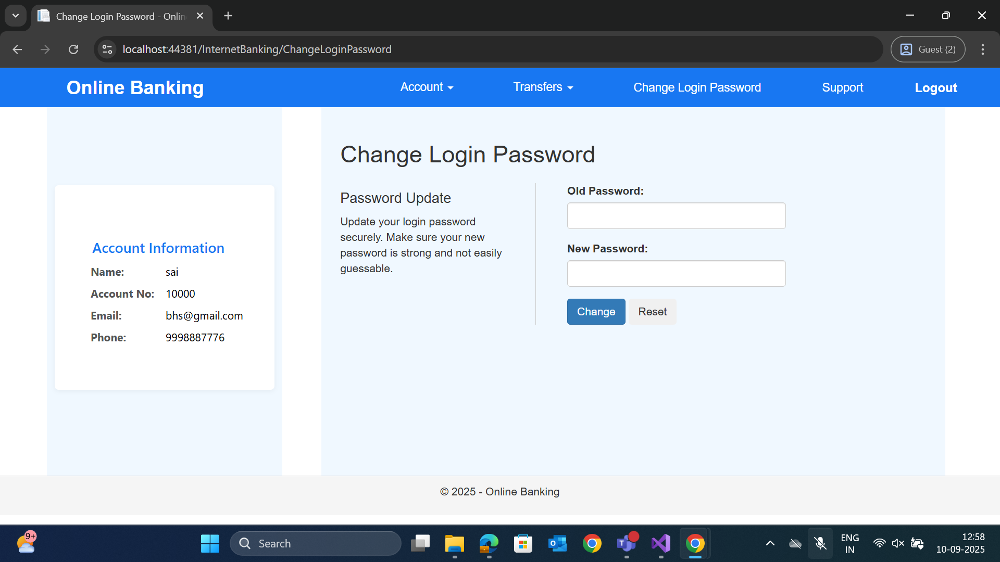 Change Login Password - Onlin
localhost:44381/InternetBanking/ChangeLoginPassword
Guest (2)
Online Banking
Account
Transfers
Change Login Password
Support
Logout
Account Information
Name: sai
Account No: 10000
Email: bhs@gmail.com
Phone: 9998887776
Change Login Password
Password Update
Update your login password
securely. Make sure your new
password is strong and not easily
guessable.
Old Password:
New Password:
Change
Reset
© 2025 - Online Banking
9+
Search
ENG
IN
12:58
10-09-2025